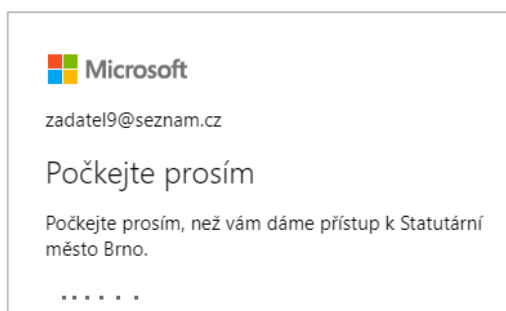 Microsoft
zadatel9@seznam.cz
Počkejte prosím
Počkejte prosím, než vám dáme přístup k Statutární
město Brno.